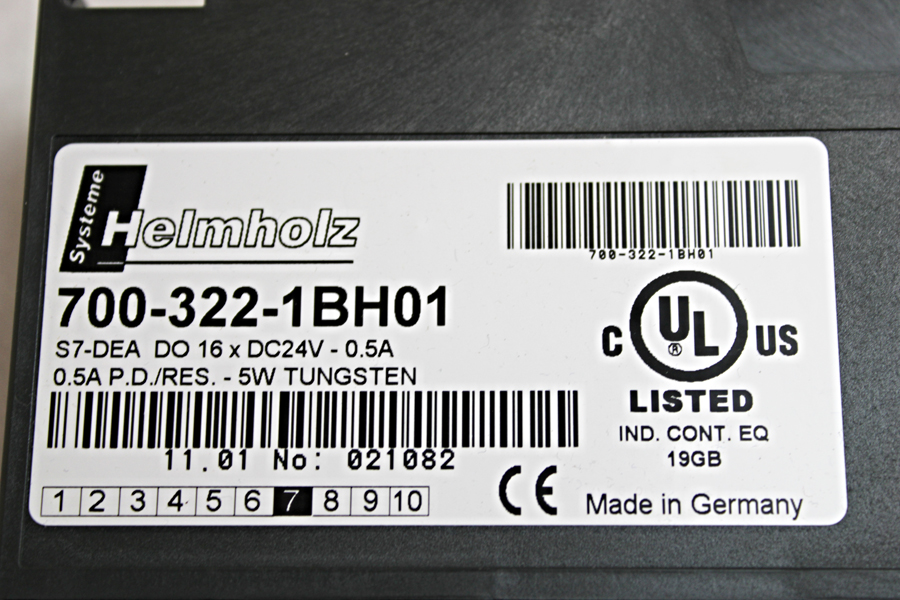 Systeme
Helmholz
700-322-1BH01
700-322-1BH01
S7-DEA DO 16 x DC24V - 0.5A
0.5A P.D./RES. - 5W TUNGSTEN
11.01 No: 021082
1 2 3 4 5 6 7 8 9 10
C UL ® US
LISTED
IND. CONT. EQ
19GB
CE
Made in Germany